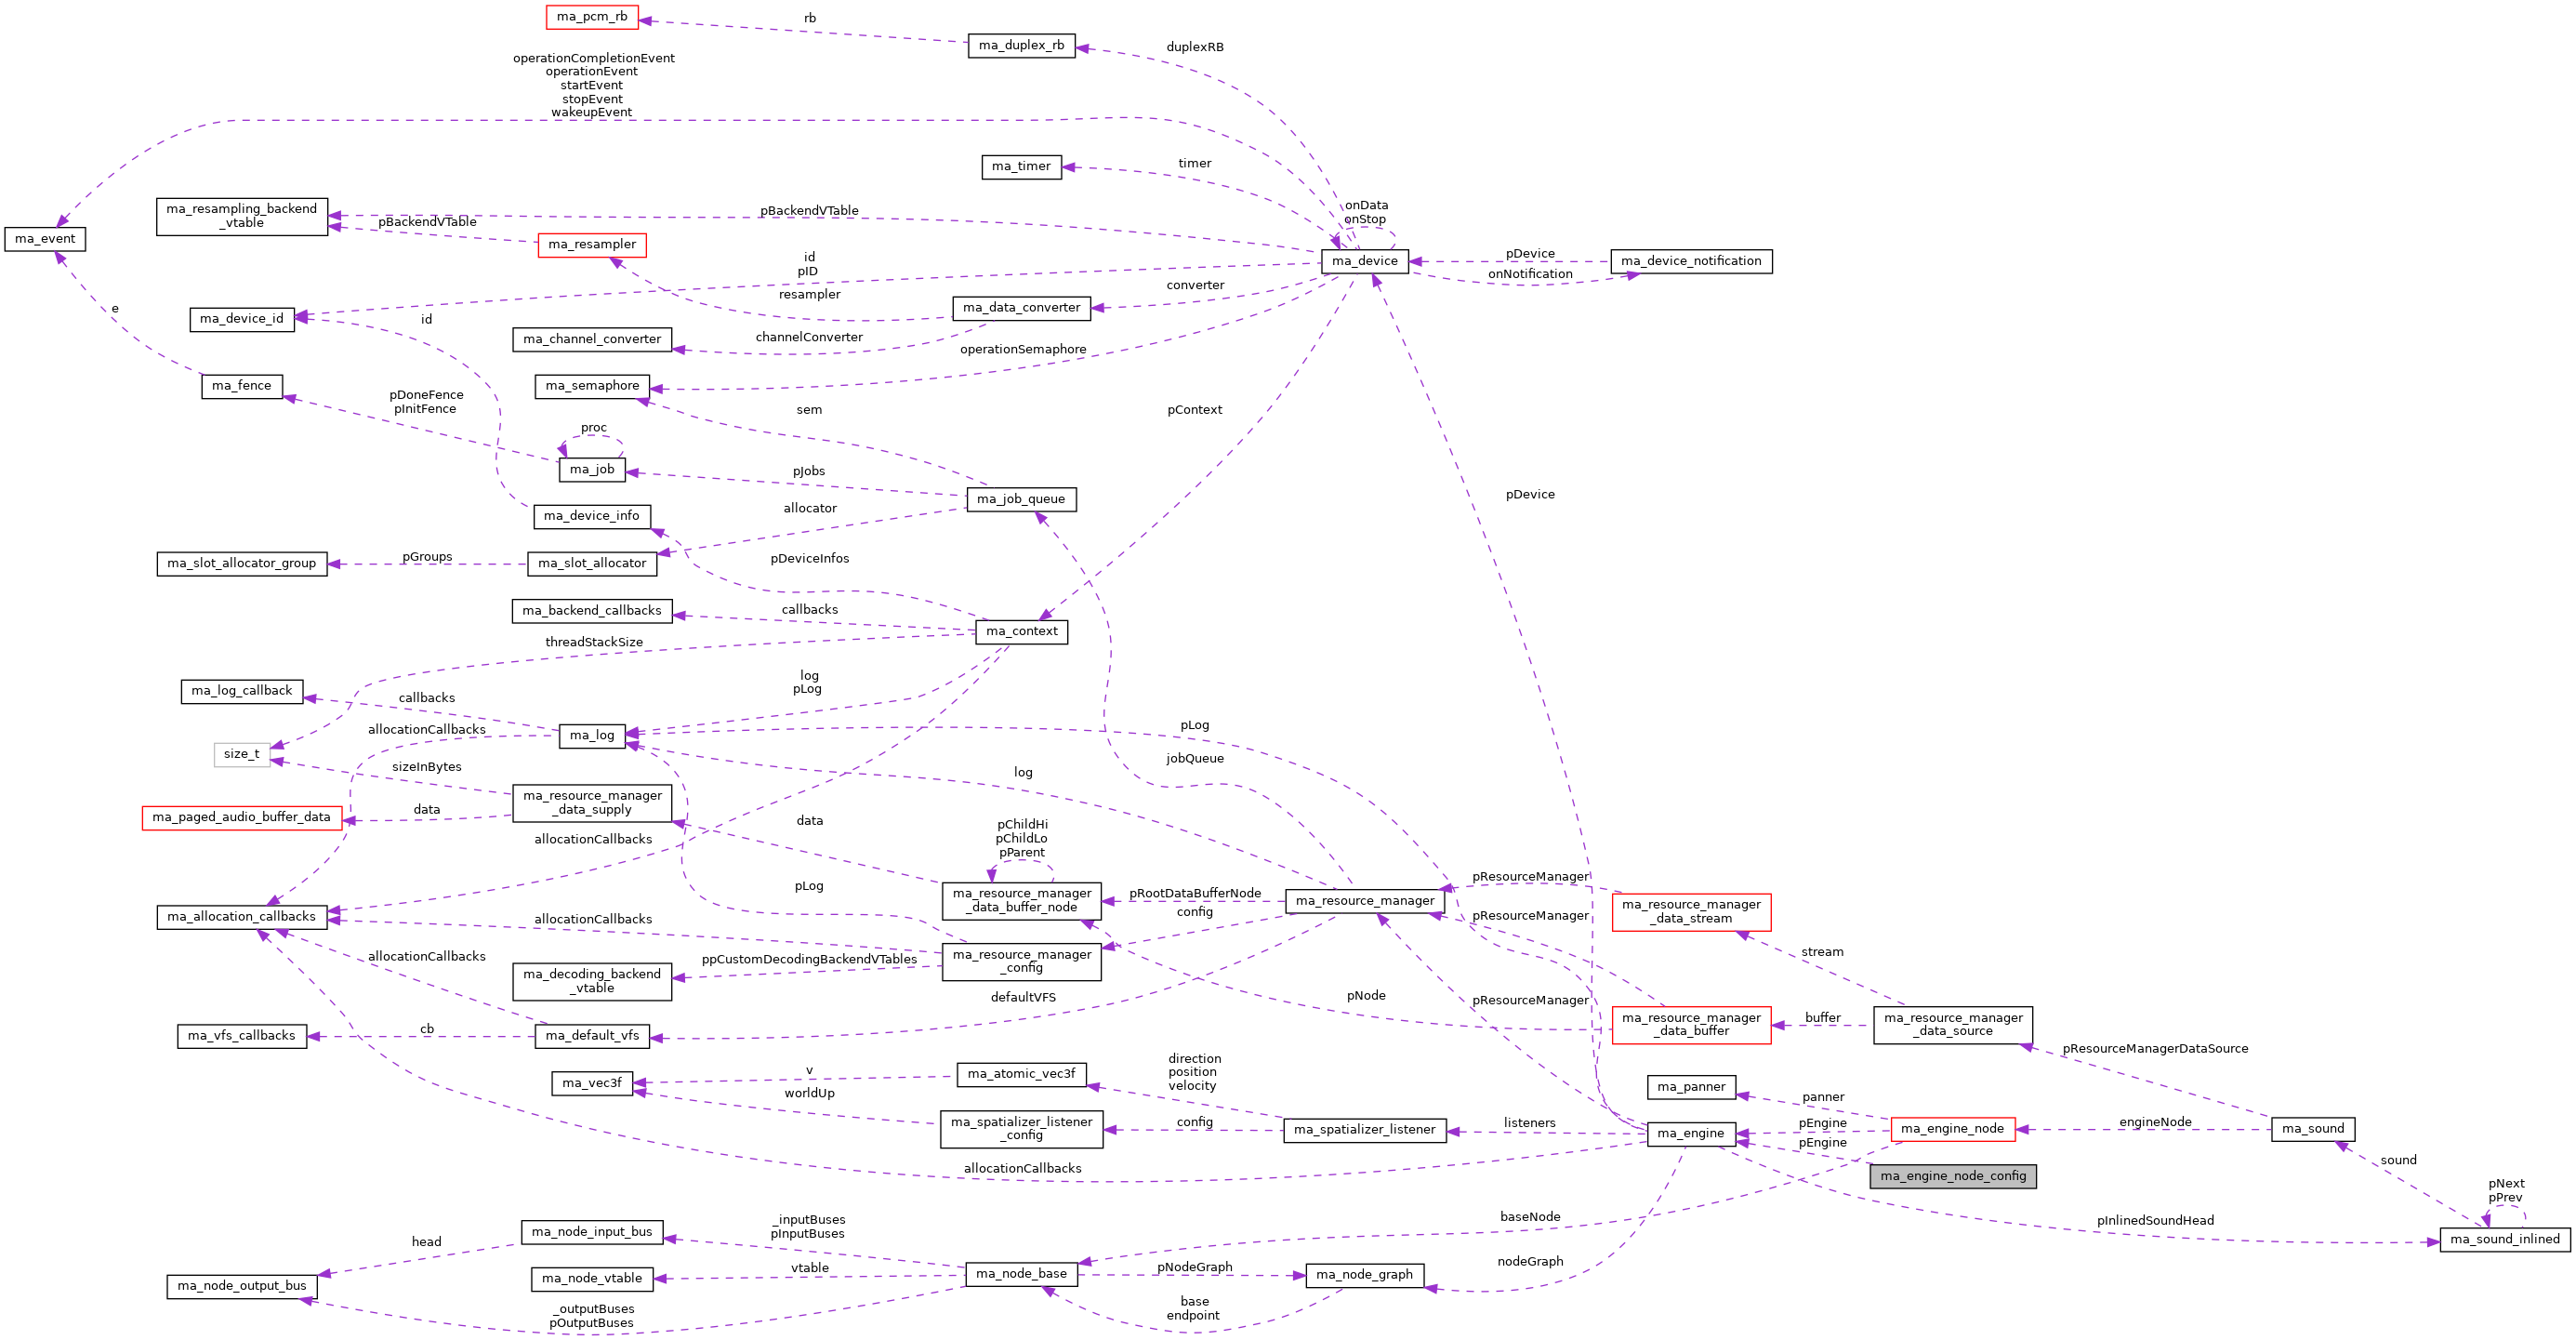 ma_pcm_rb
rb
ma_duplex_rb
duplexRB
operationCompletionEvent
operationEvent
startEvent
stopEvent
wakeupEvent
ma_timer
timer
ma_resampling_backend
_vtable
pBackendVTable
pBackendVTable
onData
onStop
ma_event
ma_resampler
id
pID
ma_device
pDevice
onNotification
ma_device_notification
resampler
converter
ma_data_converter
e
ma_device_id
id
ma_channel_converter
channelConverter
operationSemaphore
ma_fence
pDoneFence
pInitFence
ma_semaphore
sem
pContext
proc
ma_job
pJobs
ma_job_queue
pDevice
ma_device_info
allocator
ma_slot_allocator_group
pGroups
ma_slot_allocator
pDeviceInfos
ma_backend_callbacks
callbacks
ma_context
threadStackSize
ma_log_callback
callbacks
log
pLog
allocationCallbacks
ma_log
pLog
size_t
sizeInBytes
log
jobQueue
ma_resource_manager
_data_supply
ma_paged_audio_buffer_data
data
data
pChildHi
pChildLo
pParent
allocationCallbacks
pLog
ma_resource_manager
_data_buffer_node
pRootDataBufferNode
ma_resource_manager
pResourceManager
ma_resource_manager
_data_stream
ma_allocation_callbacks
allocationCallbacks
config
pResourceManager
allocationCallbacks
ma_decoding_backend
_vtable
ppCustomDecodingBackendVTables
ma_resource_manager
_config
stream
defaultVFS
pNode
pResourceManager
ma_resource_manager
_data_buffer
buffer
ma_resource_manager
_data_source
ma_vfs_callbacks
cb
ma_default_vfs
pResourceManagerDataSource
ma_vec3f
v
ma_atomic_vec3f
direction
position
velocity
ma_panner
panner
worldUp
ma_spatializer_listener
_config
config
ma_spatializer_listener
listeners
ma_engine
pEngine
pEngine
ma_engine_node
engineNode
ma_sound
allocationCallbacks
ma_engine_node_config
sound
pNext
pPrev
ma_node_input_bus
_inputBuses
pInputBuses
baseNode
pInlinedSoundHead
ma_sound_inlined
head
ma_node_output_bus
ma_node_vtable
vtable
ma_node_base
pNodeGraph
ma_node_graph
nodeGraph
_outputBuses
pOutputBuses
base
endpoint